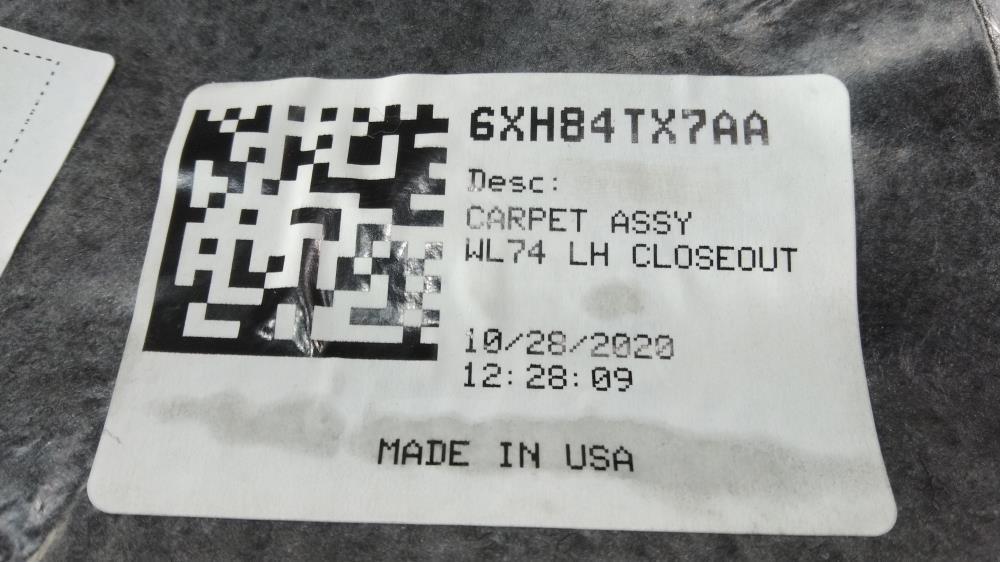 6XH84TX7AA
Desc:
CARPET ASSY
WL74 LH CLOSEOUT
10/28/2020
12:28:09
MADE IN USA